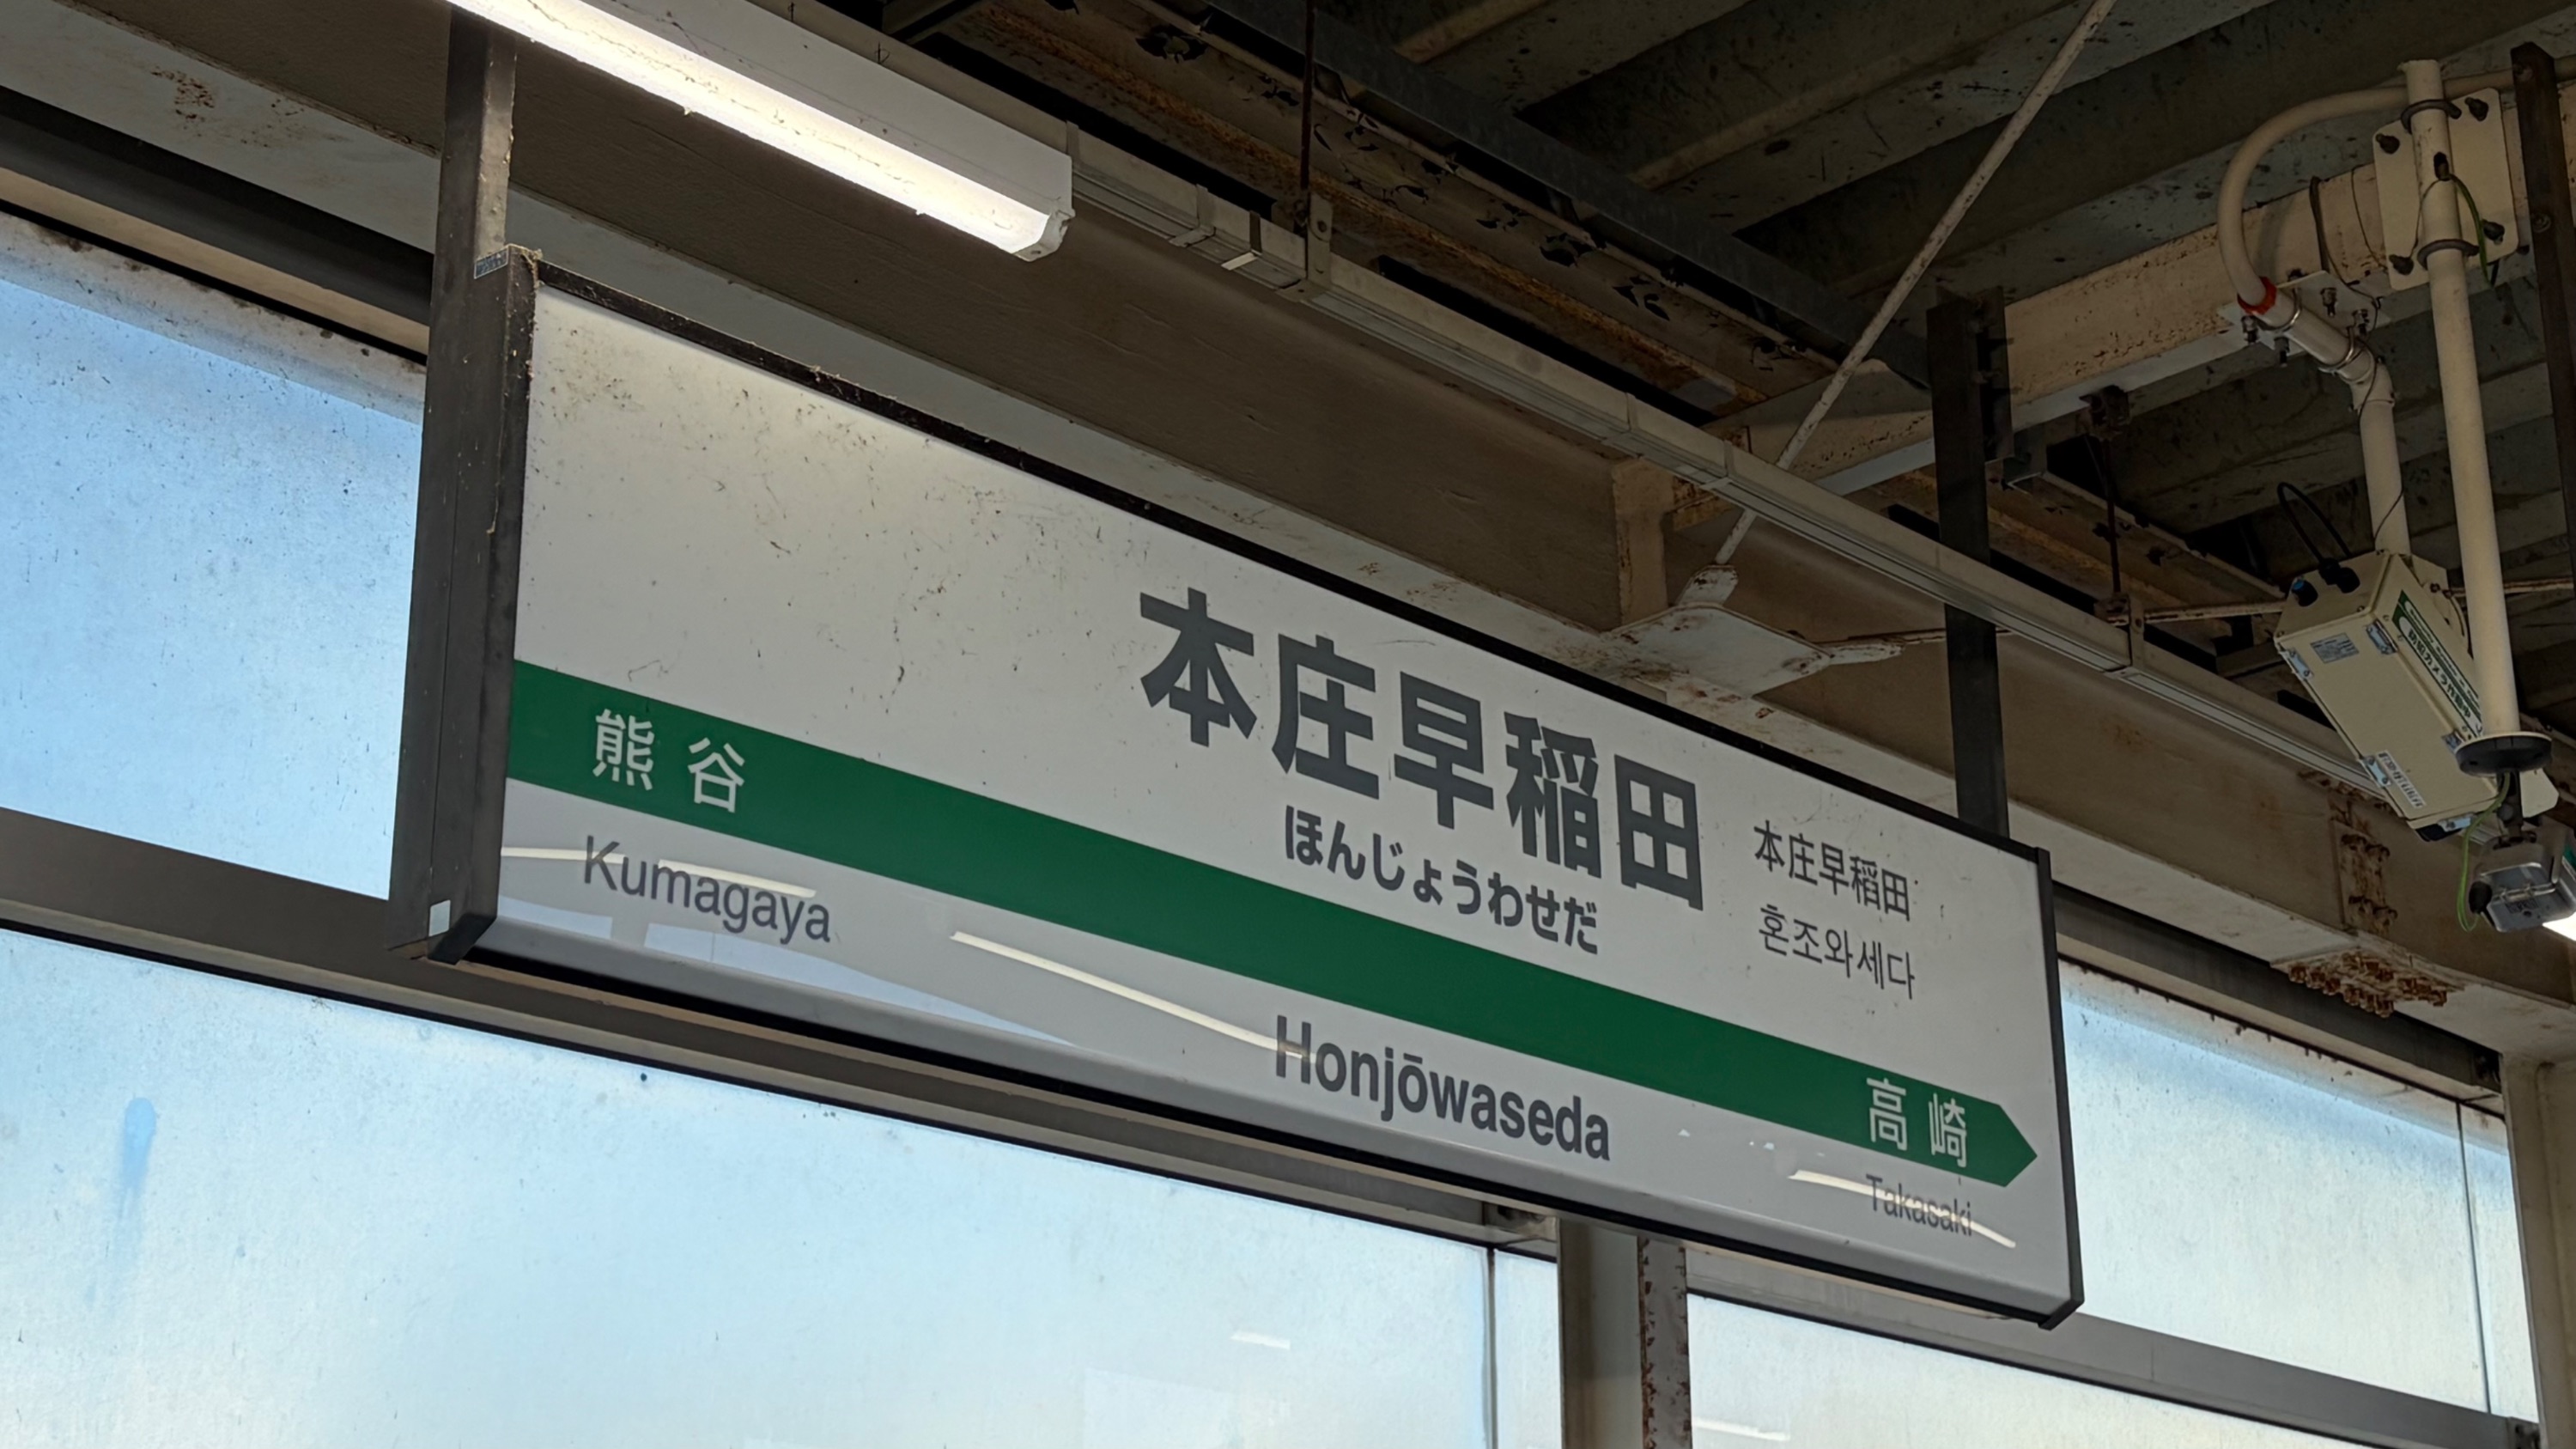 本庄早稲田
ほんじょうわせだ
本庄早稲田
혼조와세다
熊谷
高崎
Kumagaya
Honjōwaseda
Takasaki